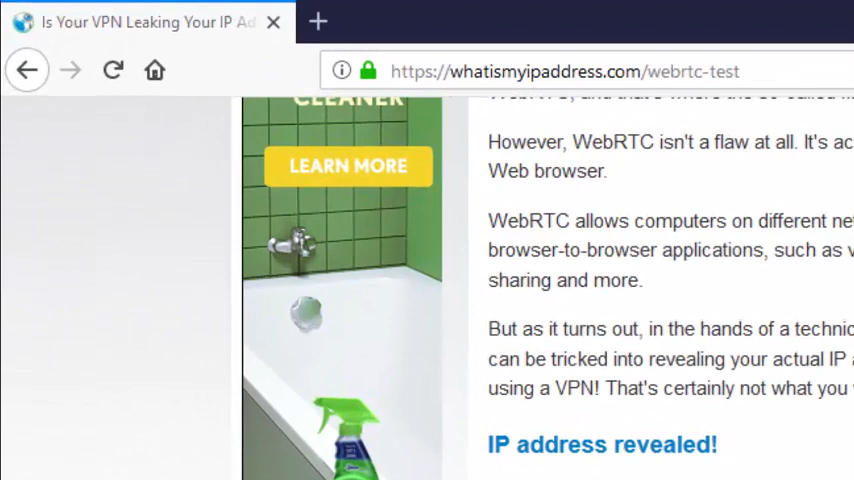 Is Your VPN Leaking Your IP Ad
https://whatismyipaddress.com/webrtc-test
CLEANER
LEARN MORE
However, WebRTC isn't a flaw at all. It's ac
Web browser.
WebRTC allows computers on different net
browser-to-browser applications, such as v
sharing and more.
But as it turns out, in the hands of a technic
can be tricked into revealing your actual IP a
using a VPN! That's certainly not what you
IP address revealed!